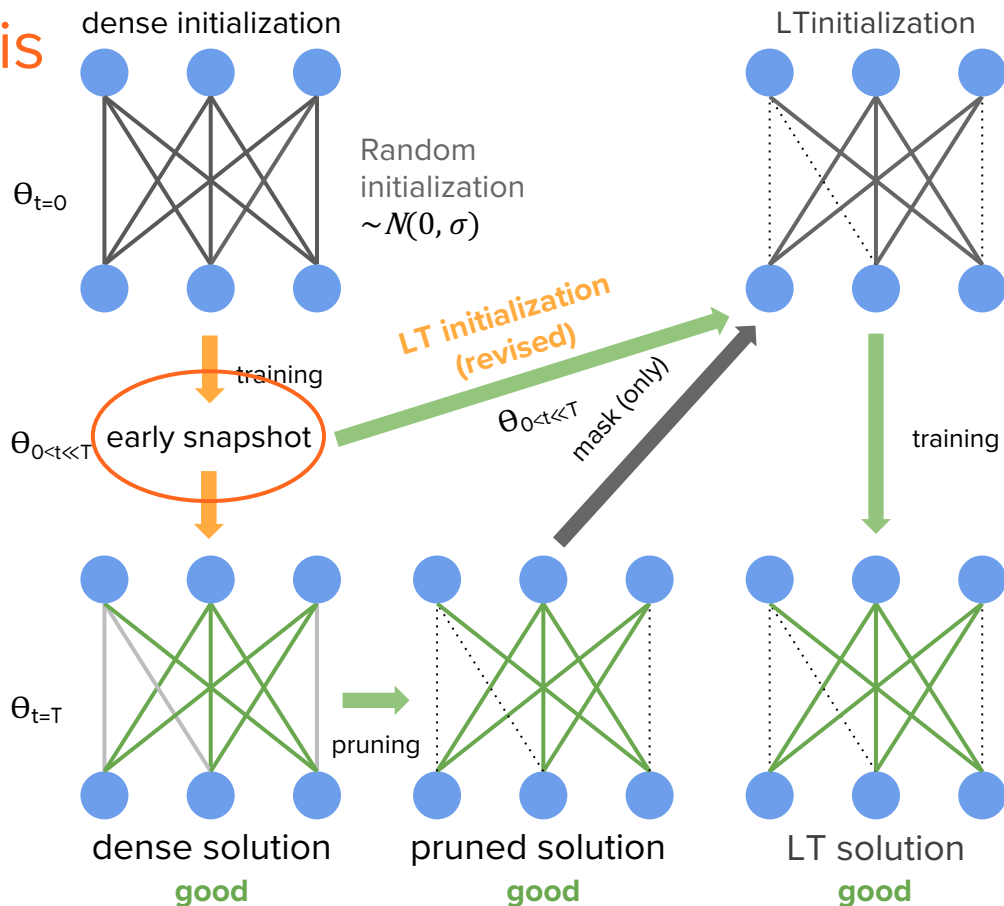 is
dense initialization
LTinitialization
Random
initialization
~N(0, σ)
Θt=0
LT initialization
(revised)
training
Θ0<t≪T
early snapshot
Θ0<t≪T
mask (only)
training
Θt=T
pruning
dense solution
pruned solution
LT solution
good
good
good